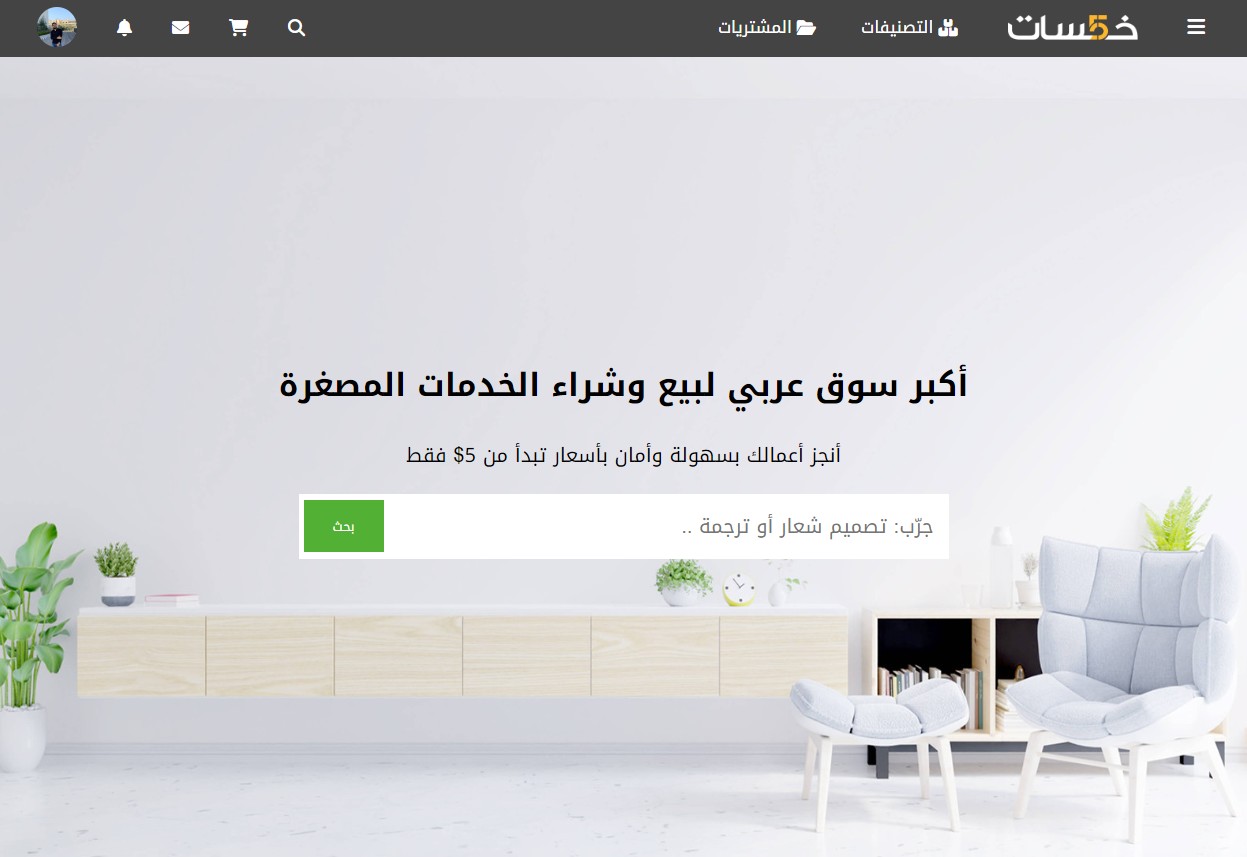 خمسات
التصنيفات
المشتريات
أكبر سوق عربي لبيع وشراء الخدمات المصغرة
أنجز أعمالك بسهولة وأمان بأسعار تبدأ من 5$ فقط
جرّب: تصميم شعار أو ترجمة ..
بحث